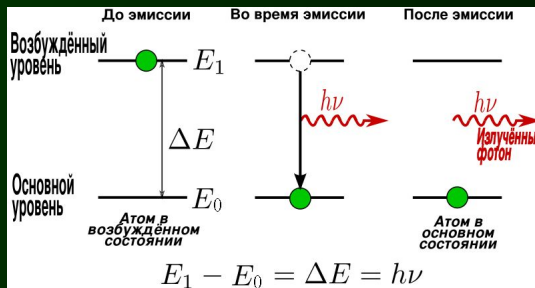 До эмиссии
Во время эмиссии
После эмиссии
Возбуждённый
уровень
E₁
hν
hν
Излучённый
фотон
ΔE
Основной
уровень
E₀
Атом в
возбуждённом
состоянии
Атом в
основном
состоянии
E₁ − E₀ = ΔE = hν